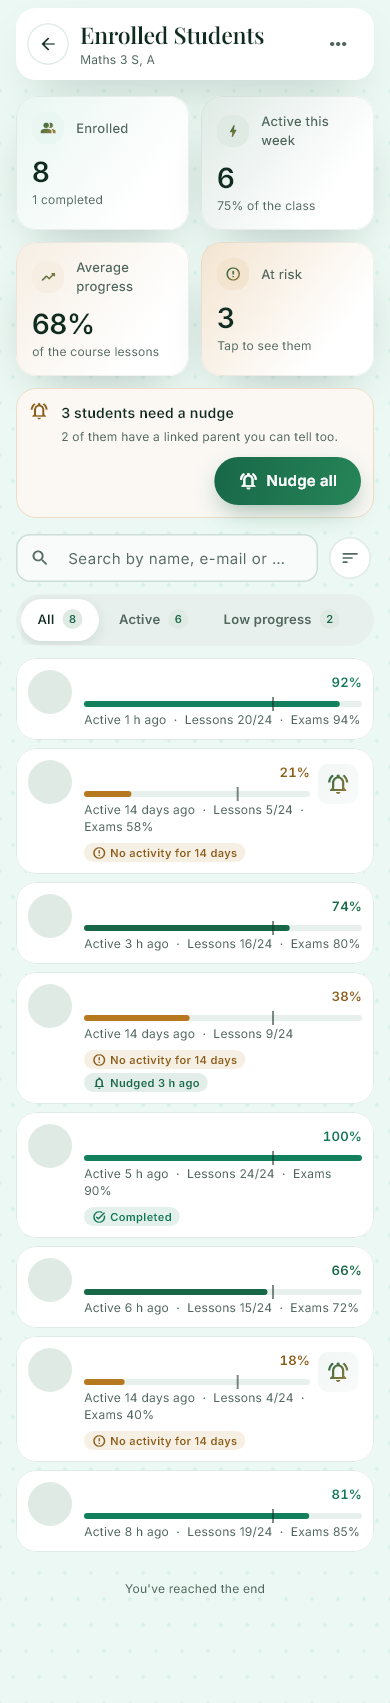 Enrolled Students
Maths 3 S, A
Enrolled
8
1 completed
Active this
week
6
75% of the class
Average
progress
68%
of the course lessons
At risk
3
Tap to see them
3 students need a nudge
2 of them have a linked parent you can tell too.
Nudge all
Search by name, e-mail or ...
All 8
Active 6
Low progress 2
92%
Active 1 h ago · Lessons 20/24 · Exams 94%
21%
Active 14 days ago · Lessons 5/24 ·
Exams 58%
No activity for 14 days
74%
Active 3 h ago · Lessons 16/24 · Exams 80%
38%
Active 14 days ago · Lessons 9/24
No activity for 14 days
Nudged 3 h ago
100%
Active 5 h ago · Lessons 24/24 · Exams
90%
Completed
66%
Active 6 h ago · Lessons 15/24 · Exams 72%
18%
Active 14 days ago · Lessons 4/24 ·
Exams 40%
No activity for 14 days
81%
Active 8 h ago · Lessons 19/24 · Exams 85%
You've reached the end